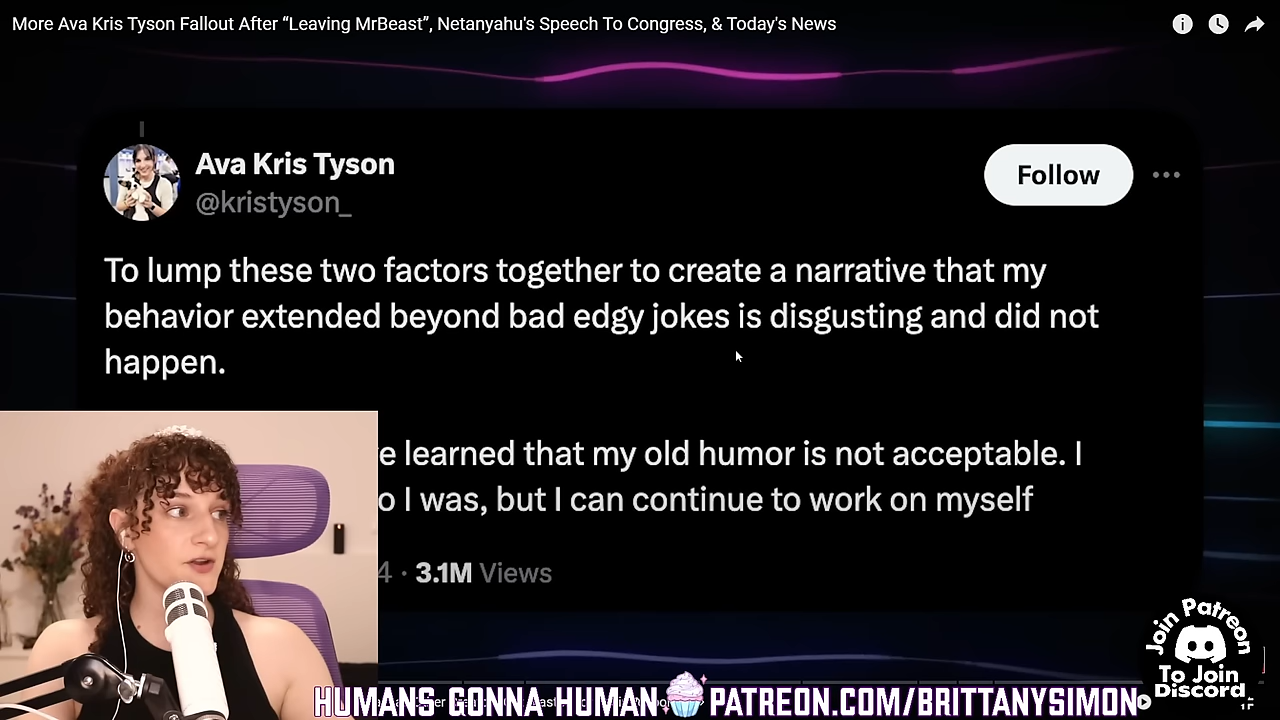 More Ava Kris Tyson Fallout After “Leaving MrBeast”, Netanyahu's Speech To Congress, & Today's News
Ava Kris Tyson
@kristyson_
Follow
To lump these two factors together to create a narrative that my
behavior extended beyond bad edgy jokes is disgusting and did not
happen.
e learned that my old humor is not acceptable. I
o I was, but I can continue to work on myself
4 · 3.1M Views
Join Patreon
To Join
Discord
HUMANS GONNA HUMAN PATREON.COM/BRITTANYSIMON